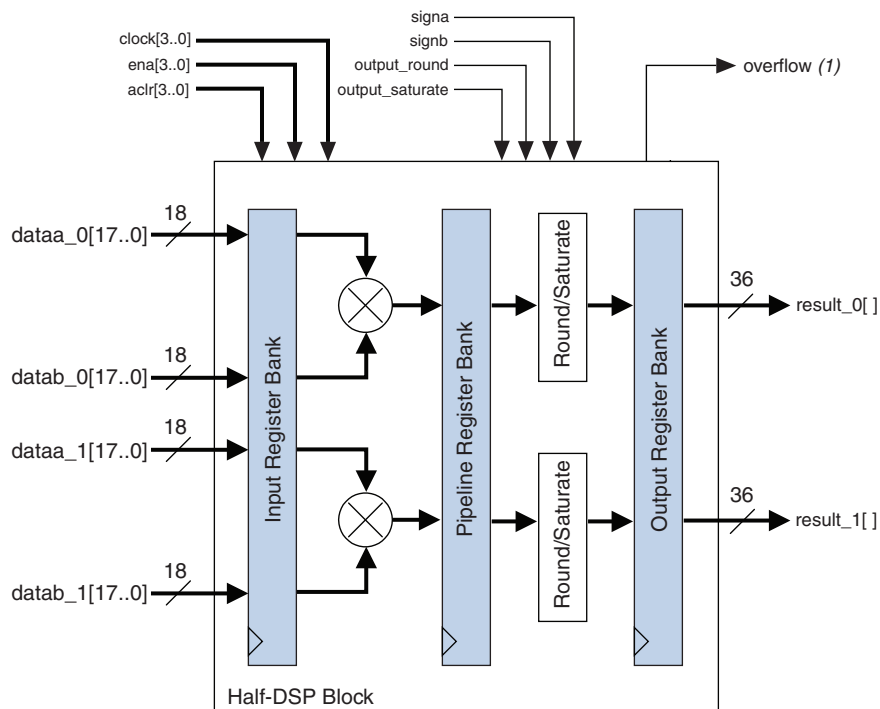 signa
clock[3..0]
signb
ena[3..0]
output_round
overflow (1)
aclr[3..0]
output_saturate
18
dataa_0[17..0]
36
result_0[ ]
18
datab_0[17..0]
18
dataa_1[17..0]
36
result_1[ ]
18
datab_1[17..0]
Input Register Bank
Pipeline Register Bank
Round/Saturate
Round/Saturate
Output Register Bank
Half-DSP Block